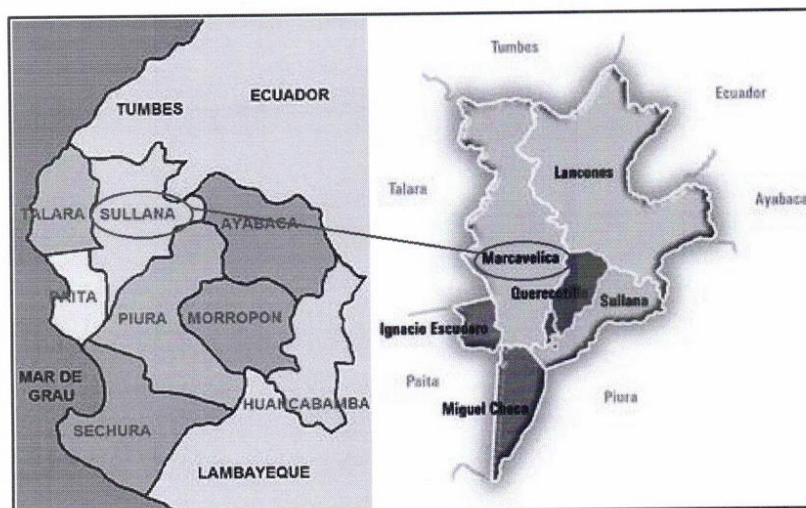 TUMBES
ECUADOR
TALARA
SULLANA
AYABACA
PAITA
PIURA
MORROPON
MAR DE
GRAU
HUANCABAMBA
SECHURA
LAMBAYEQUE
Tumbes
Ecuador
Lancones
Talara
Ayabaca
Marcavelica
Querecotillo
Sullana
Ignacio Escudero
Paita
Piura
Miguel Checa